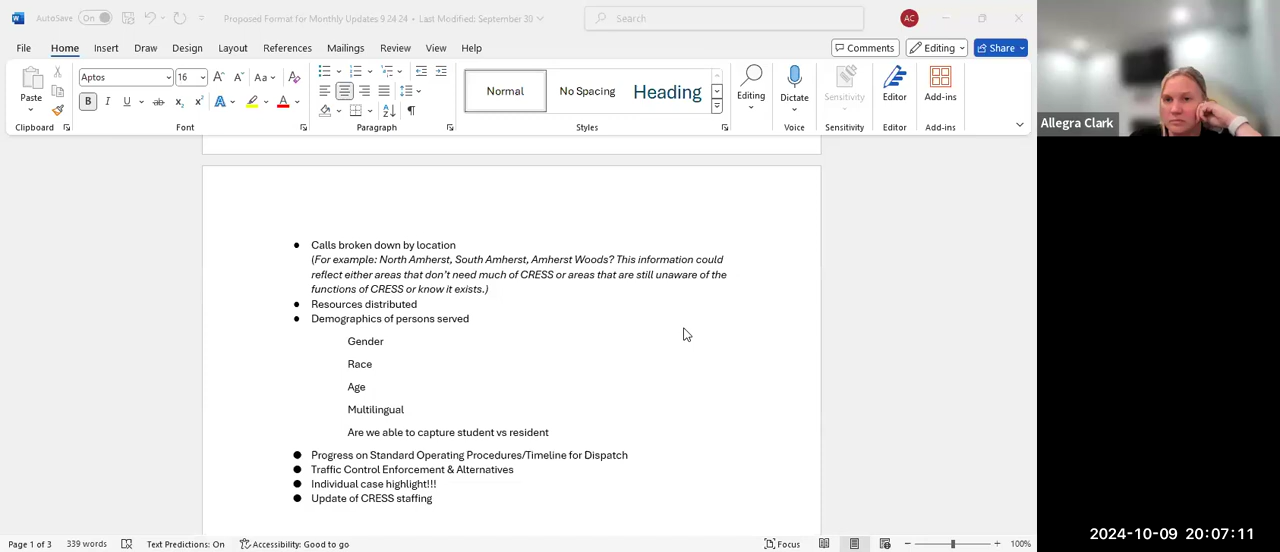 AutoSave On Proposed Format for Monthly Updates 9.24 24 • Last Modified: September 30 Search AC
File Home Insert Draw Design Layout References Mailings Review View Help Comments Editing Share
Aptos 16 A A Aa A
Paste B I U ab x₂ x² A A
Normal No Spacing Heading
Editing Dictate Sensitivity Editor Add-ins
Clipboard Font Paragraph Styles Voice Sensitivity Editor Add-ins
Allegra Clark
● Calls broken down by location
(For example: North Amherst, South Amherst, Amherst Woods? This information could
reflect either areas that don't need much of CRESS or areas that are still unaware of the
functions of CRESS or know it exists.)
● Resources distributed
● Demographics of persons served
Gender
Race
Age
Multilingual
Are we able to capture student vs resident
● Progress on Standard Operating Procedures/Timeline for Dispatch
● Traffic Control Enforcement & Alternatives
● Individual case highlight!!!
● Update of CRESS staffing
Page 1 of 3 339 words Text Predictions: On Accessibility: Good to go Focus 100%
2024-10-09 20:07:11